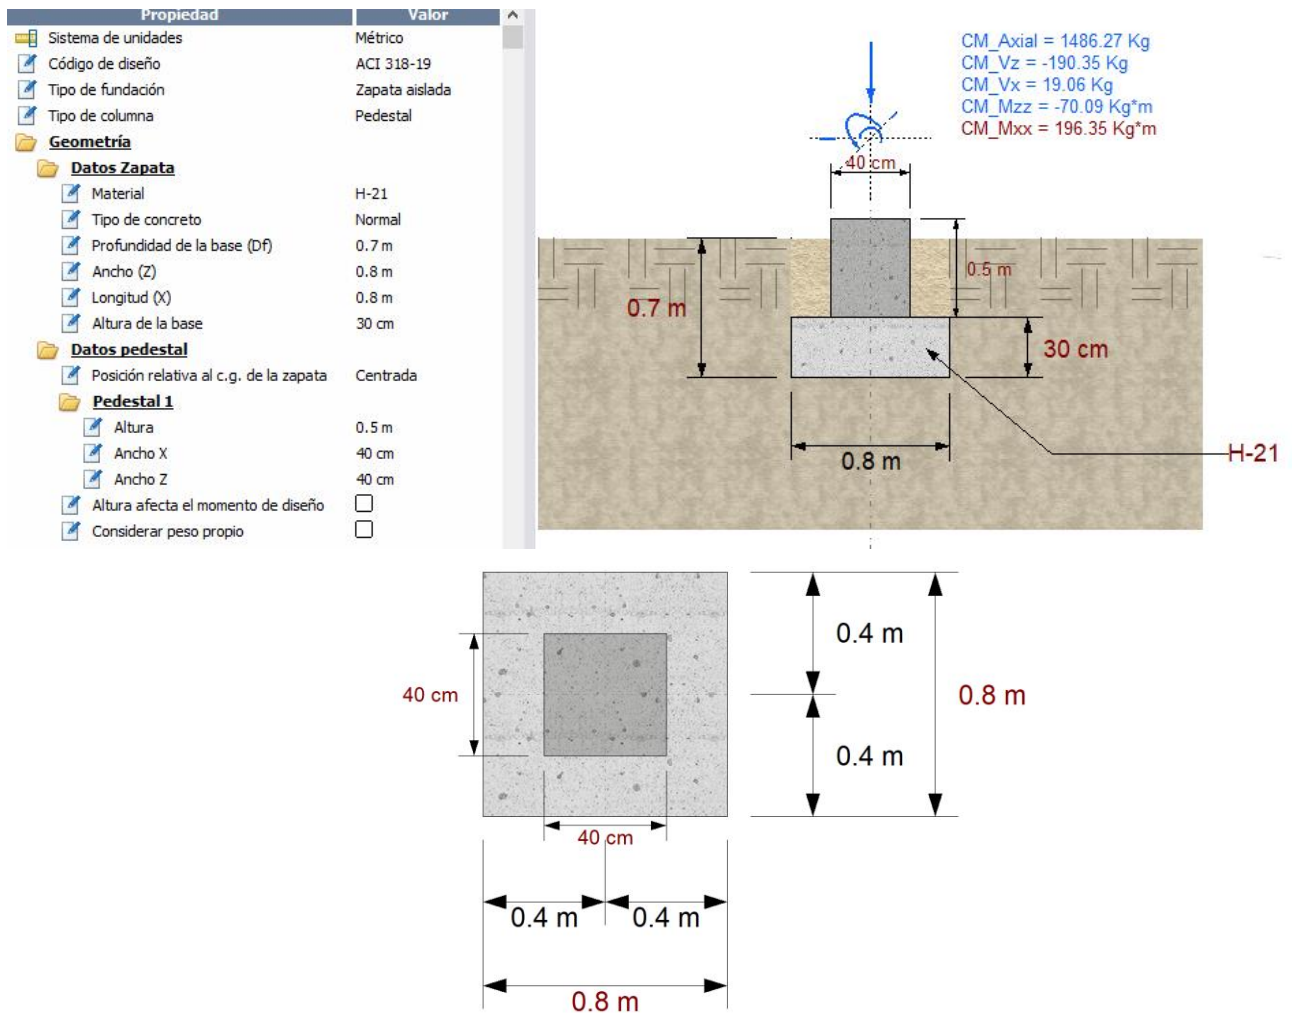 Propiedad Valor
Sistema de unidades Métrico
Código de diseño ACI 318-19
Tipo de fundación Zapata aislada
Tipo de columna Pedestal
Geometría
Datos Zapata
Material H-21
Tipo de concreto Normal
Profundidad de la base (Df) 0.7 m
Ancho (Z) 0.8 m
Longitud (X) 0.8 m
Altura de la base 30 cm
Datos pedestal
Posición relativa al c.g. de la zapata Centrada
Pedestal 1
Altura 0.5 m
Ancho X 40 cm
Ancho Z 40 cm
Altura afecta el momento de diseño
Considerar peso propio
CM_Axial = 1486.27 Kg
CM_Vz = -190.35 Kg
CM_Vx = 19.06 Kg
CM_Mzz = -70.09 Kg*m
CM_Mxx = 196.35 Kg*m
40 cm
0.5 m
0.7 m
30 cm
0.8 m
H-21
0.4 m
40 cm
0.8 m
0.4 m
40 cm
0.4 m
0.4 m
0.8 m